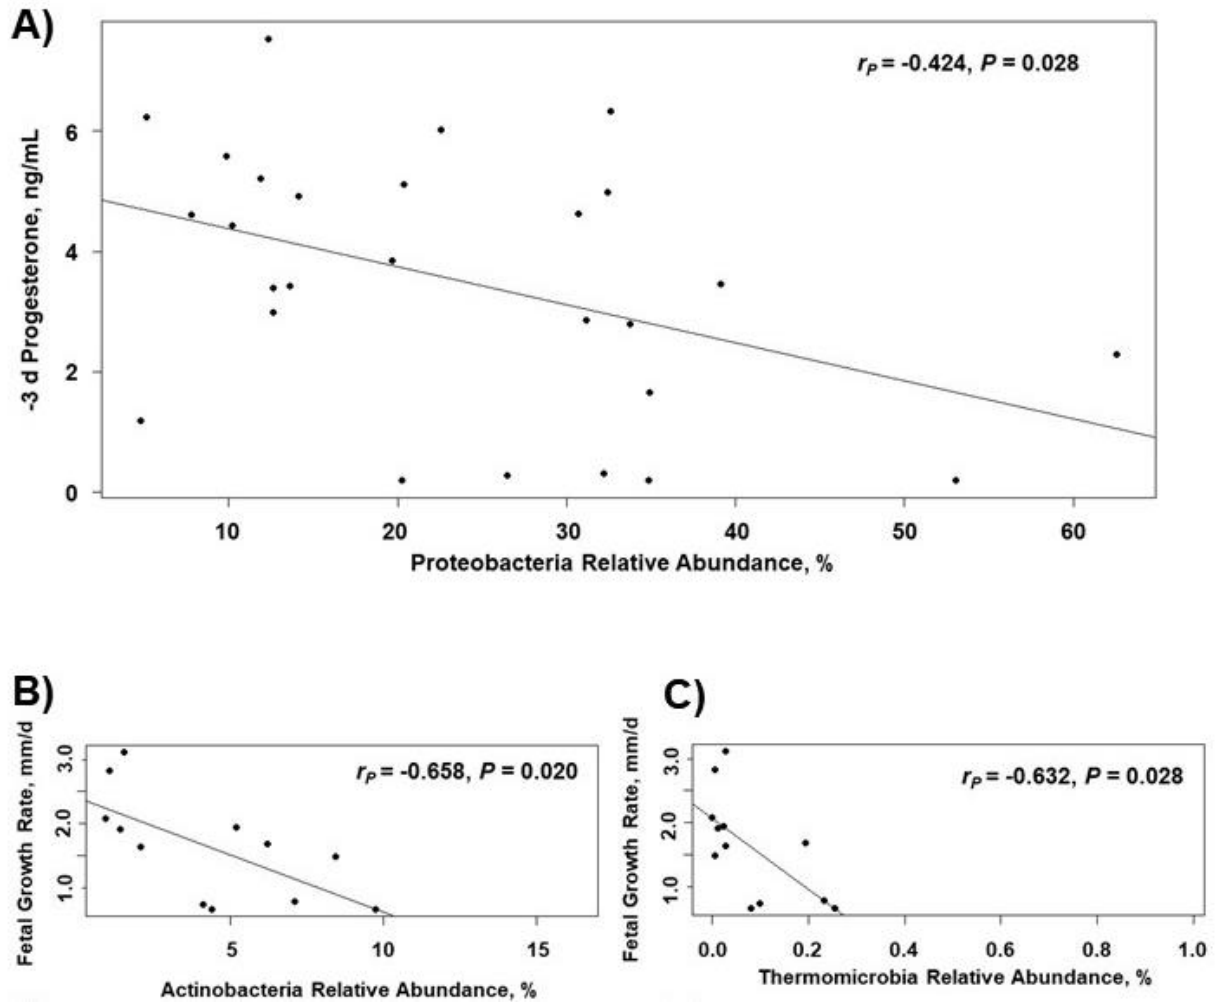 A)
r_P = -0.424, P = 0.028
-3 d Progesterone, ng/mL
6
4
2
0
10 20 30 40 50 60
Proteobacteria Relative Abundance, %
B)
r_P = -0.658, P = 0.020
Fetal Growth Rate, mm/d
3.0
2.0
1.0
5 10 15
Actinobacteria Relative Abundance, %
C)
r_P = -0.632, P = 0.028
Fetal Growth Rate, mm/d
3.0
2.0
1.0
0.0 0.2 0.4 0.6 0.8 1.0
Thermomicrobia Relative Abundance, %